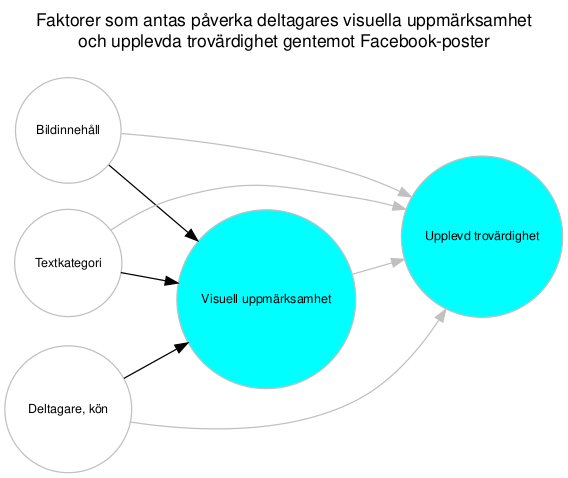 Faktorer som antas påverka deltagares visuella uppmärksamhet
och upplevda trovärdighet gentemot Facebook-poster
Bildinnehåll
Textkategori
Deltagare, kön
Visuell uppmärksamhet
Upplevd trovärdighet